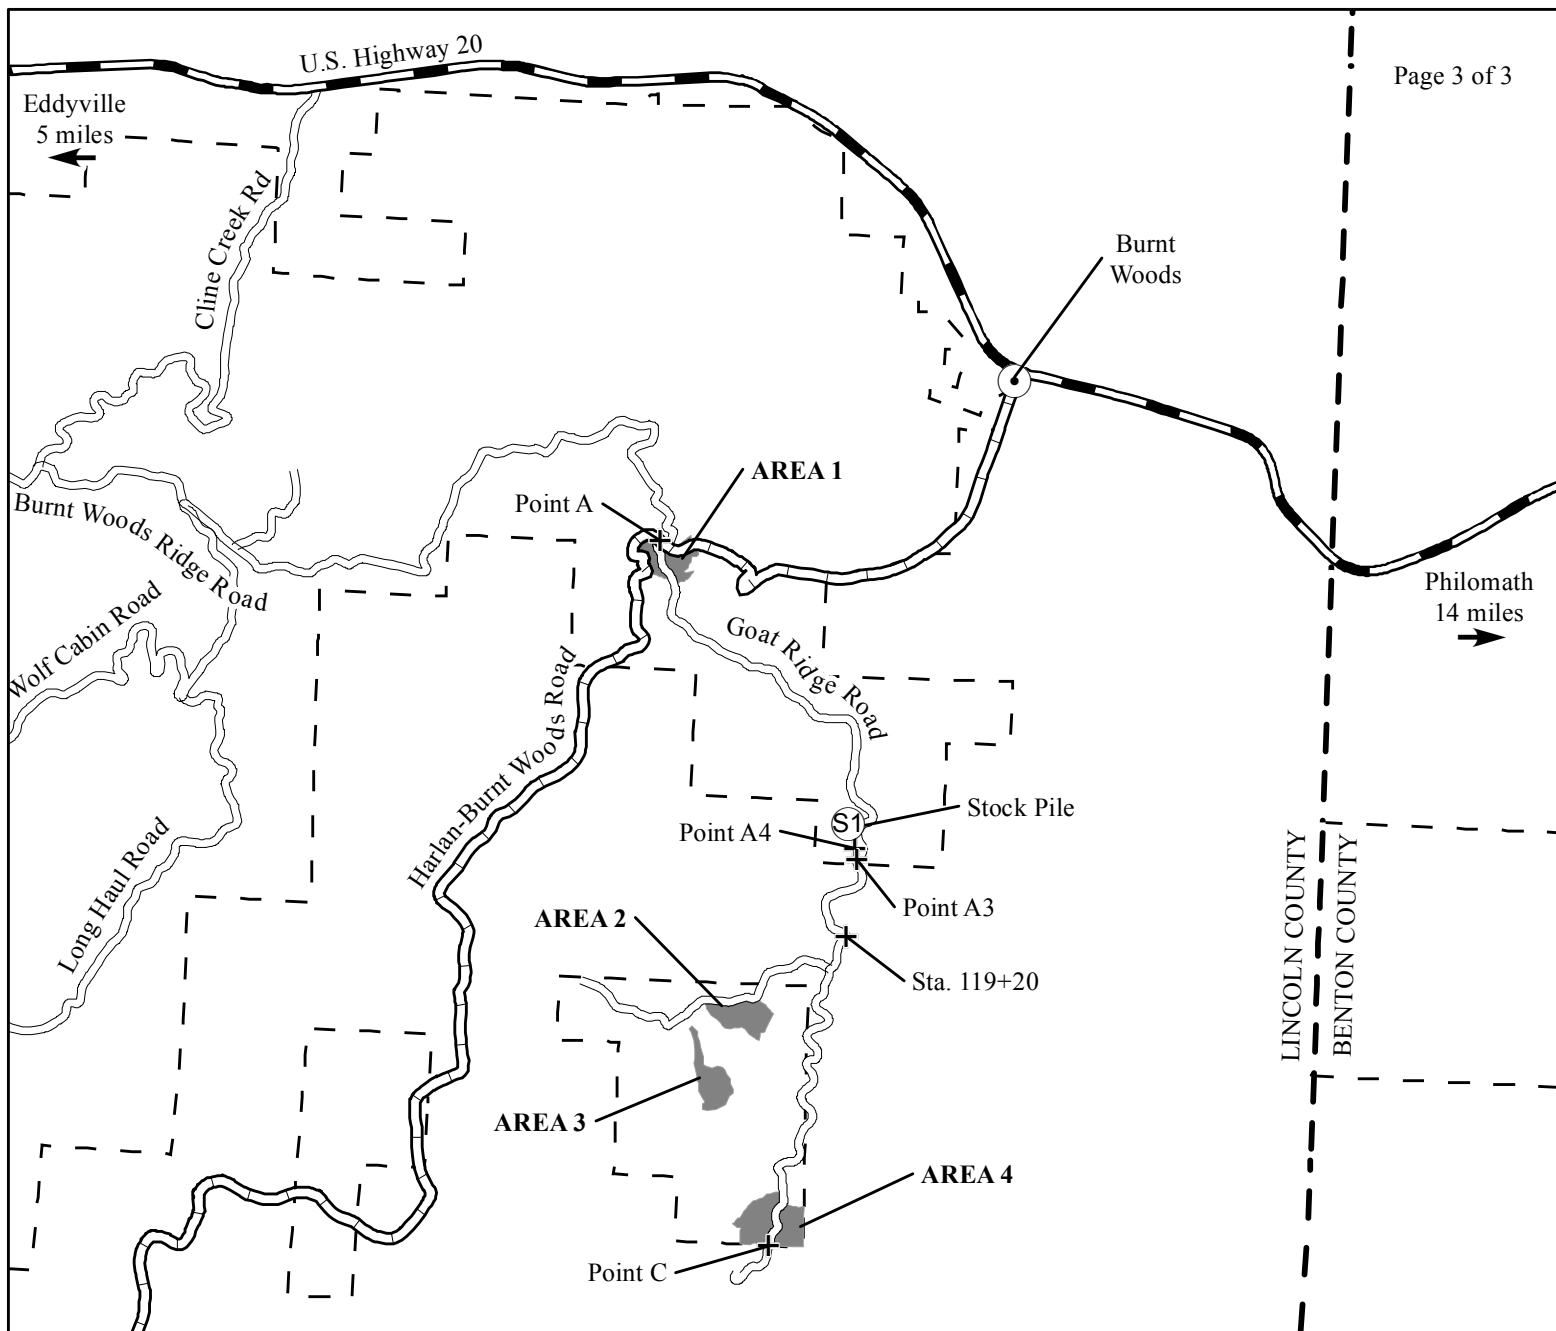 U.S. Highway 20
Page 3 of 3
Eddyville
5 miles
Cline Creek Rd
Burnt
Woods
AREA 1
Point A
Burnt Woods Ridge Road
Philomath
14 miles
Wolf Cabin Road
Goat Ridge Road
Harlan-Burnt Woods Road
Stock Pile
S1
Point A4
Long Haul Road
LINCOLN COUNTY
BENTON COUNTY
Point A3
AREA 2
Sta. 119+20
AREA 3
AREA 4
Point C